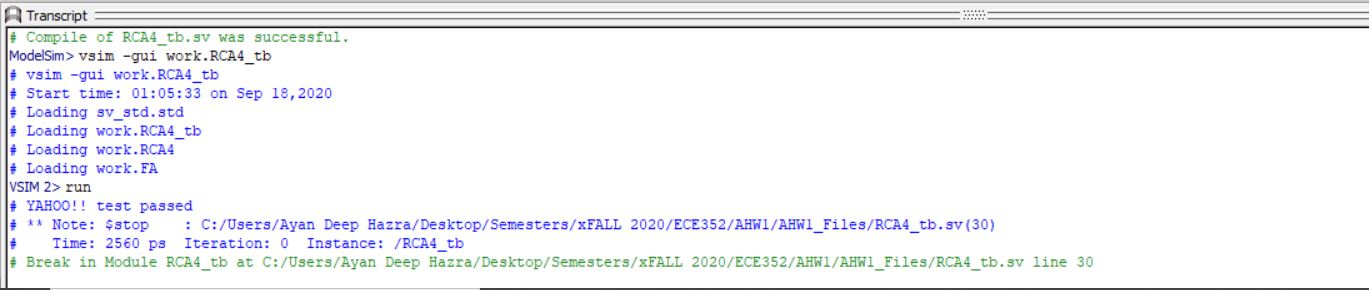 Transcript
# Compile of RCA4_tb.sv was successful.
ModelSim> vsim -gui work.RCA4_tb
# vsim -gui work.RCA4_tb
# Start time: 01:05:33 on Sep 18,2020
# Loading sv_std.std
# Loading work.RCA4_tb
# Loading work.RCA4
# Loading work.FA
VSIM 2> run
# YAHOO!! test passed
# ** Note: $stop    : C:/Users/Ayan Deep Hazra/Desktop/Semesters/xFALL 2020/ECE352/AHW1/AHW1_Files/RCA4_tb.sv(30)
#    Time: 2560 ps  Iteration: 0  Instance: /RCA4_tb
# Break in Module RCA4_tb at C:/Users/Ayan Deep Hazra/Desktop/Semesters/xFALL 2020/ECE352/AHW1/AHW1_Files/RCA4_tb.sv line 30